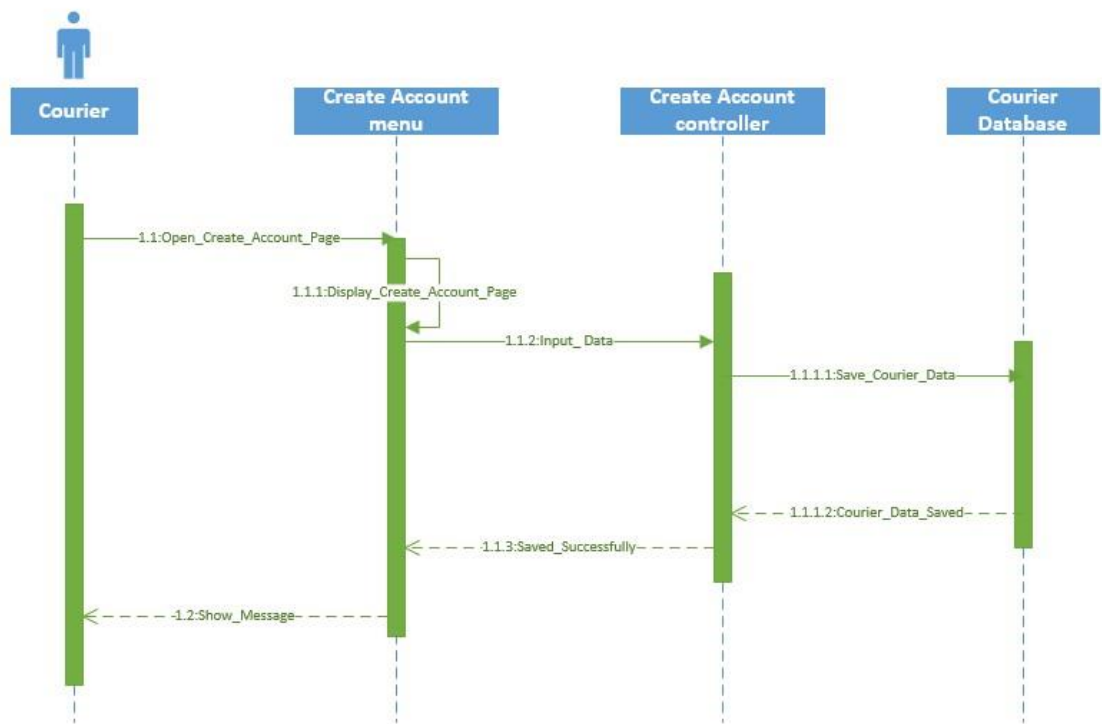 Courier
Create Account
menu
Create Account
controller
Courier
Database
1.1:Open_Create_Account_Page
1.1.1:Display_Create_Account_Page
1.1.2:Input_ Data
1.1.1.1:Save_Courier_Data
1.1.1.2:Courier_Data_Saved
1.1.3:Saved_Successfully
1.2:Show_Message